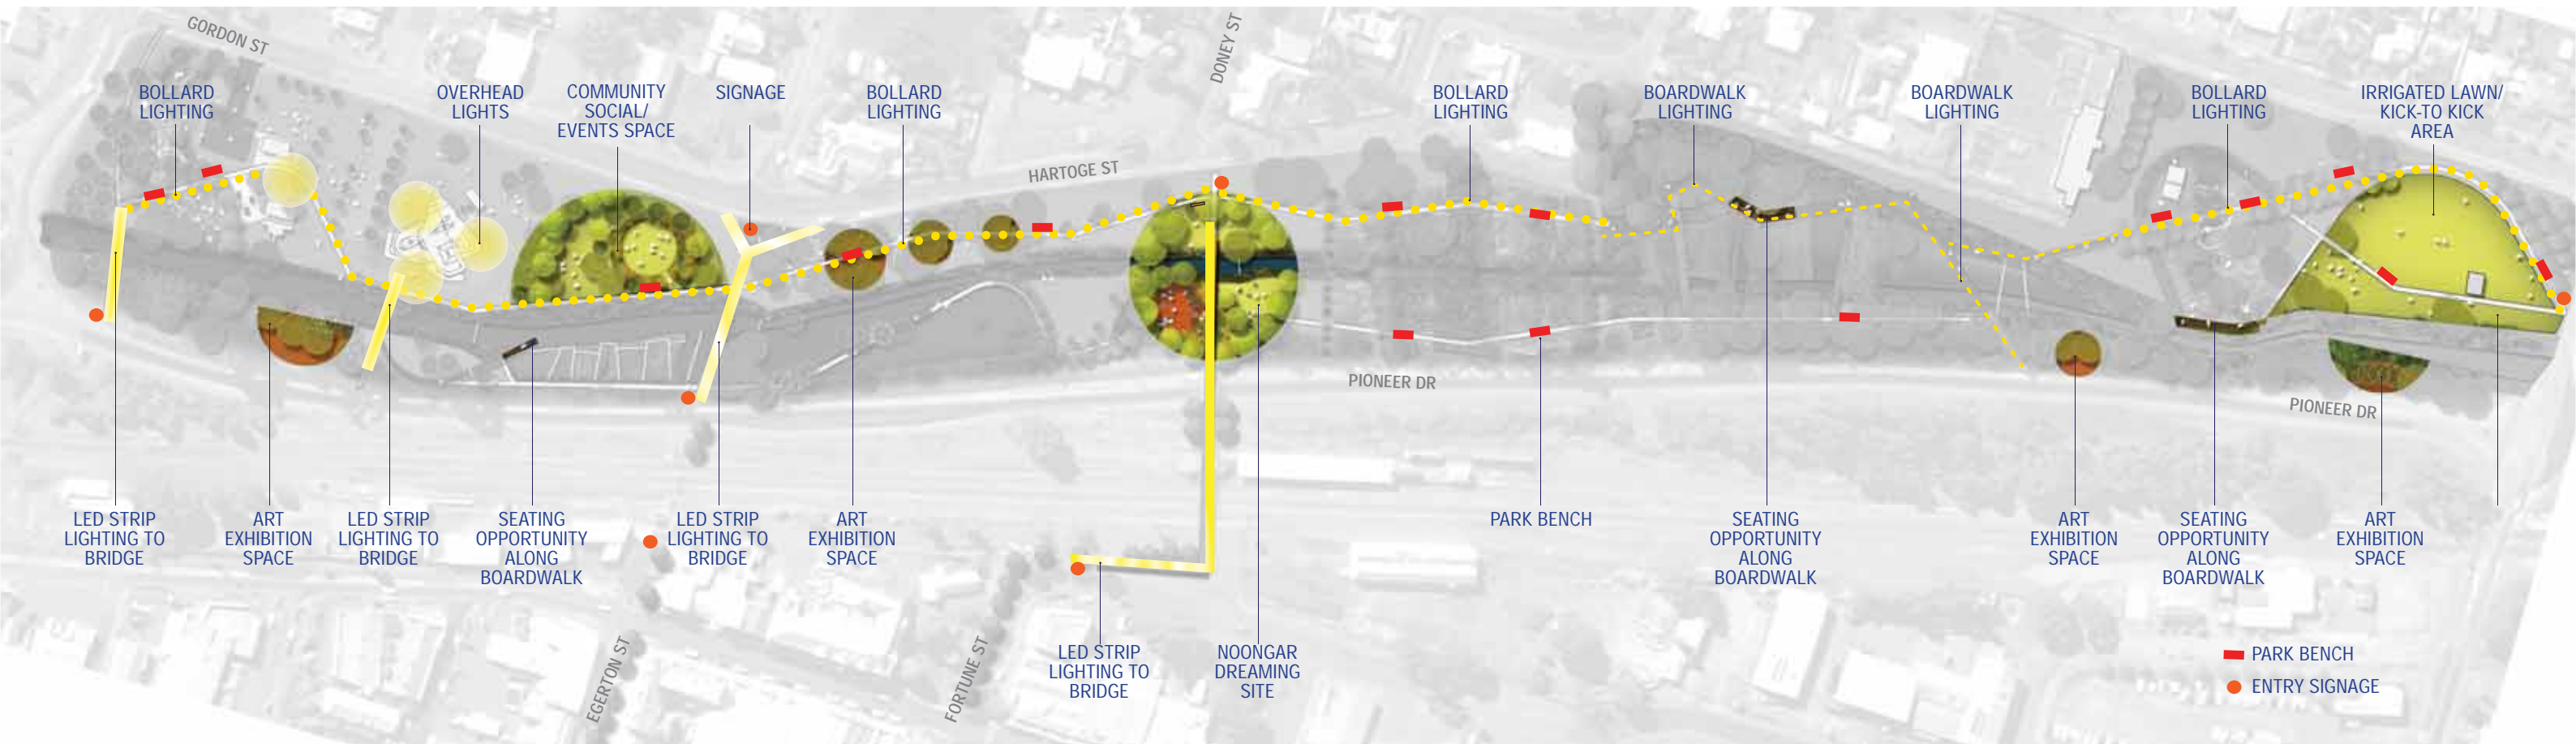 GORDON ST
DONEY ST
BOLLARD
LIGHTING
OVERHEAD
LIGHTS
COMMUNITY
SOCIAL/
EVENTS SPACE
SIGNAGE
BOLLARD
LIGHTING
BOLLARD
LIGHTING
BOARDWALK
LIGHTING
BOARDWALK
LIGHTING
BOLLARD
LIGHTING
IRRIGATED LAWN/
KICK-TO KICK
AREA
HARTOGE ST
PIONEER DR
PIONEER DR
LED STRIP
LIGHTING TO
BRIDGE
ART
EXHIBITION
SPACE
LED STRIP
LIGHTING TO
BRIDGE
SEATING
OPPORTUNITY
ALONG
BOARDWALK
LED STRIP
LIGHTING TO
BRIDGE
ART
EXHIBITION
SPACE
PARK BENCH
SEATING
OPPORTUNITY
ALONG
BOARDWALK
ART
EXHIBITION
SPACE
SEATING
OPPORTUNITY
ALONG
BOARDWALK
ART
EXHIBITION
SPACE
EGERTON ST
FORTUNE ST
LED STRIP
LIGHTING TO
BRIDGE
NOONGAR
DREAMING
SITE
PARK BENCH
ENTRY SIGNAGE